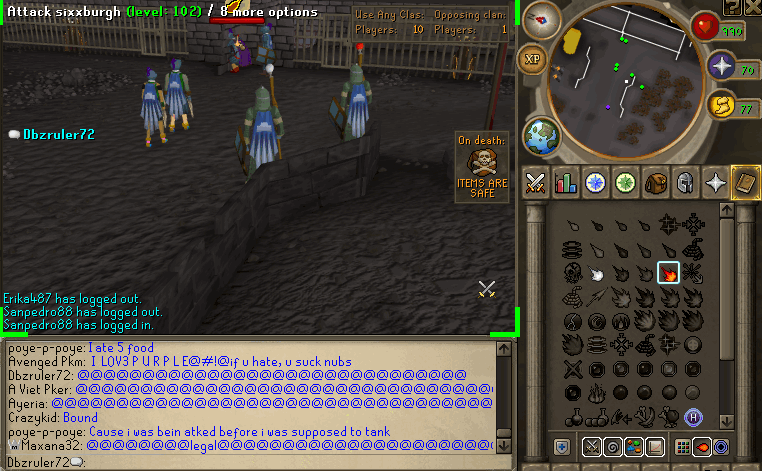 Attack sixxburgh (level: 102) / 8 more options
Use Any Clas: Opposing clan:
Players: 10 Players: 1
990
XP
70
77
Dbzruler72
On death:
ITEMS ARE
SAFE
Erika487 has logged out.
Sanpedro88 has logged out.
Sanpedro88 has logged in.
poye-p-poye: I ate 5 food
Avenged Pkm: I LOV3 P U R P L E@#!@if u hate, u suck nubs
Dbzruler72: @@@@@@@@@@@@@@@@@@@@@@@@@@@@@@
A Viet Pker: @@@@@@@@@@@@@@@@@@@@@@@@@@@@@@@@
Ayeria: @@@@@@@@@@@@@@@@@@@@@@@@@@@@@@@@@@@
Crazykid: Bound
poye-p-poye: Cause i was bein atked before i was supposed to tank
Maxana32: @@@@@@@@legal@@@@@@@@@@@@@@@@@@@@@
Dbzruler72:
H